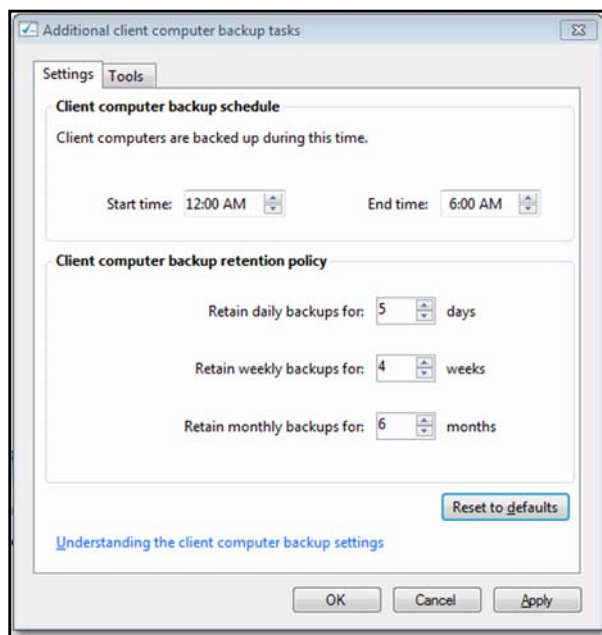 Additional client computer backup tasks
Settings Tools
Client computer backup schedule
Client computers are backed up during this time.
Start time: 12:00 AM End time: 6:00 AM
Client computer backup retention policy
Retain daily backups for: 5 days
Retain weekly backups for: 4 weeks
Retain monthly backups for: 6 months
Reset to defaults
Understanding the client computer backup settings
OK Cancel Apply